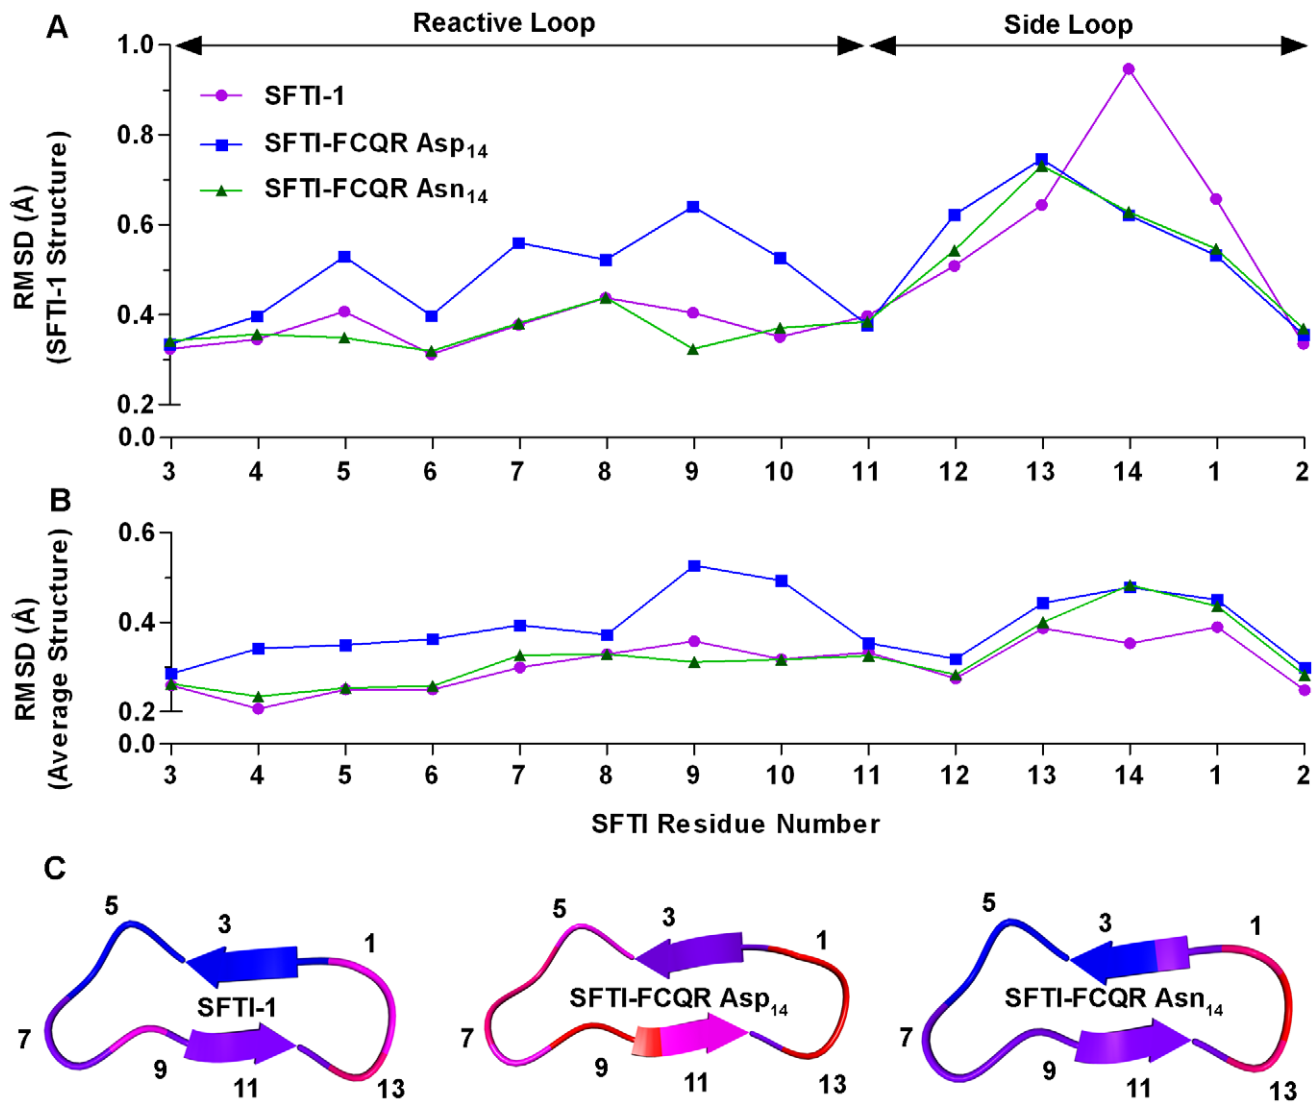 A
Reactive Loop
Side Loop
RMSD (Å)
(SFTI-1 Structure)
1.0
0.8
0.6
0.4
0.2
0.0
SFTI-1
SFTI-FCQR Asp14
SFTI-FCQR Asn14
3 4 5 6 7 8 9 10 11 12 13 14 1 2
B
RMSD (Å)
(Average Structure)
0.6
0.4
0.2
0.0
3 4 5 6 7 8 9 10 11 12 13 14 1 2
SFTI Residue Number
C
5 3 1
SFTI-1
7 9 11 13
5 3 1
SFTI-FCQR Asp14
7 9 11 13
5 3 1
SFTI-FCQR Asn14
7 9 11 13